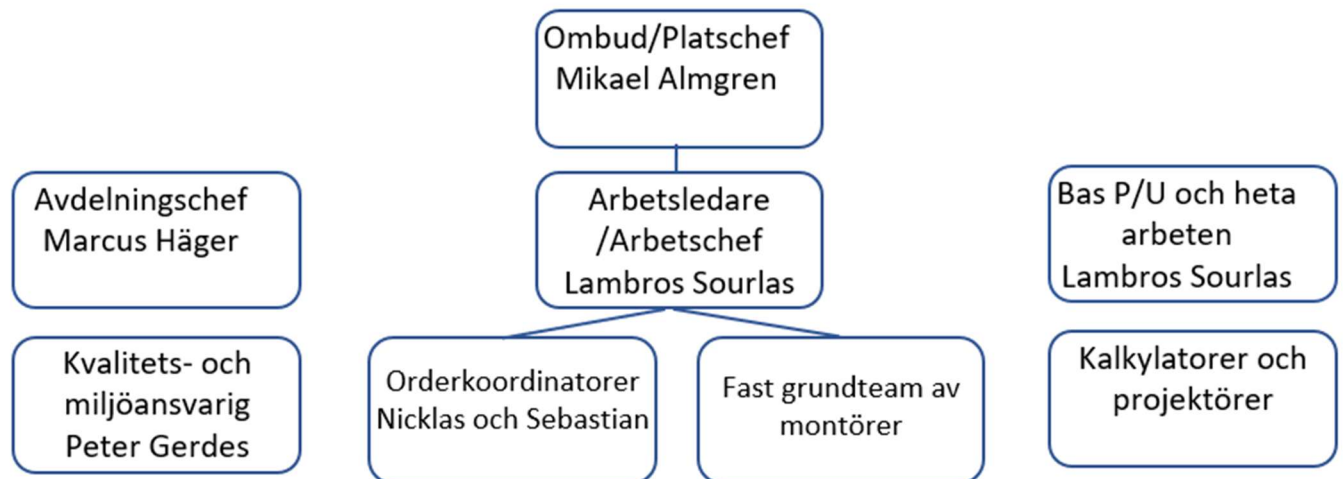 Ombud/Platschef
Mikael Almgren
Avdelningschef
Marcus Häger
Arbetsledare
/Arbetschef
Lambros Sourlas
Bas P/U och heta
arbeten
Lambros Sourlas
Kvalitets- och
miljöansvarig
Peter Gerdes
Orderkoordinatorer
Nicklas och Sebastian
Fast grundteam av
montörer
Kalkylatorer och
projektörer